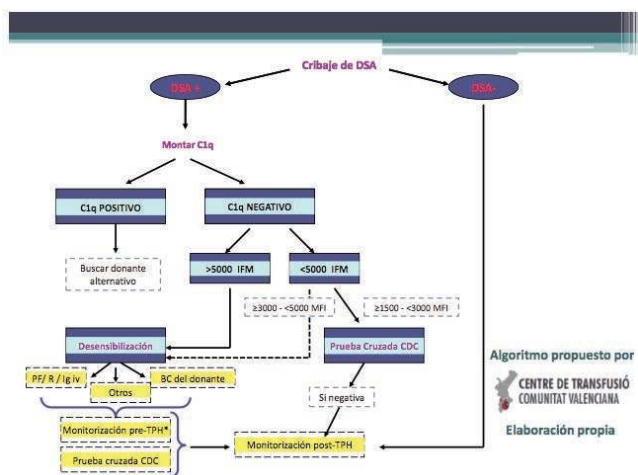 Cribaje de DSA
DSA +
DSA-
Montar C1q
C1q POSITIVO
C1q NEGATIVO
Buscar donante
alternativo
>5000 IFM
<5000 IFM
≥3000 - <5000 MFI
≥1500 - <3000 MFI
Desensibilización
Prueba Cruzada CDC
PF/ R / Ig iv
Otros
BC del donante
Si negativa
Monitorización pre-TPH*
Prueba cruzada CDC
Monitorización post-TPH
Algoritmo propuesto por
CENTRE DE TRANSFUSIÓ
COMUNITAT VALENCIANA
Elaboración propia